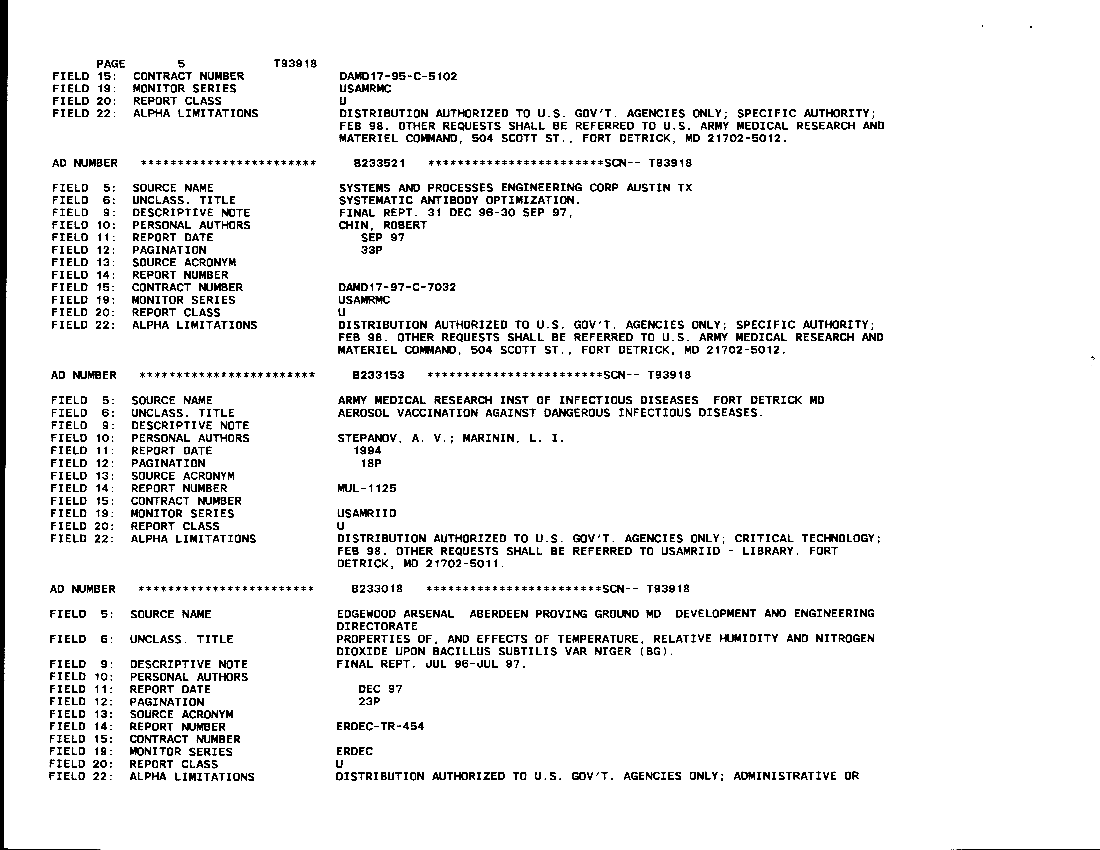 PAGE 5 T93918
FIELD 15: CONTRACT NUMBER DAMD17-95-C-5102
FIELD 19: MONITOR SERIES USAMRMC
FIELD 20: REPORT CLASS U
FIELD 22: ALPHA LIMITATIONS DISTRIBUTION AUTHORIZED TO U.S. GOV'T. AGENCIES ONLY; SPECIFIC AUTHORITY;
FEB 98. OTHER REQUESTS SHALL BE REFERRED TO U.S. ARMY MEDICAL RESEARCH AND
MATERIEL COMMAND, 504 SCOTT ST., FORT DETRICK, MD 21702-5012.
AD NUMBER ************************ B233521 ************************SCN-- T93918
FIELD 5: SOURCE NAME SYSTEMS AND PROCESSES ENGINEERING CORP AUSTIN TX
FIELD 6: UNCLASS. TITLE SYSTEMATIC ANTIBODY OPTIMIZATION.
FIELD 9: DESCRIPTIVE NOTE FINAL REPT. 31 DEC 96-30 SEP 97,
FIELD 10: PERSONAL AUTHORS CHIN, ROBERT
FIELD 11: REPORT DATE SEP 97
FIELD 12: PAGINATION 33P
FIELD 13: SOURCE ACRONYM
FIELD 14: REPORT NUMBER
FIELD 15: CONTRACT NUMBER DAMD17-97-C-7032
FIELD 19: MONITOR SERIES USAMRMC
FIELD 20: REPORT CLASS U
FIELD 22: ALPHA LIMITATIONS DISTRIBUTION AUTHORIZED TO U.S. GOV'T. AGENCIES ONLY; SPECIFIC AUTHORITY;
FEB 98. OTHER REQUESTS SHALL BE REFERRED TO U.S. ARMY MEDICAL RESEARCH AND
MATERIEL COMMAND, 504 SCOTT ST., FORT DETRICK, MD 21702-5012.
AD NUMBER ************************ B233153 ************************SCN-- T93918
FIELD 5: SOURCE NAME ARMY MEDICAL RESEARCH INST OF INFECTIOUS DISEASES FORT DETRICK MD
FIELD 6: UNCLASS. TITLE AEROSOL VACCINATION AGAINST DANGEROUS INFECTIOUS DISEASES.
FIELD 9: DESCRIPTIVE NOTE
FIELD 10: PERSONAL AUTHORS STEPANOV, A. V.; MARININ, L. I.
FIELD 11: REPORT DATE 1994
FIELD 12: PAGINATION 18P
FIELD 13: SOURCE ACRONYM
FIELD 14: REPORT NUMBER MUL-1125
FIELD 15: CONTRACT NUMBER
FIELD 19: MONITOR SERIES USAMRIID
FIELD 20: REPORT CLASS U
FIELD 22: ALPHA LIMITATIONS DISTRIBUTION AUTHORIZED TO U.S. GOV'T. AGENCIES ONLY; CRITICAL TECHNOLOGY;
FEB 98. OTHER REQUESTS SHALL BE REFERRED TO USAMRIID - LIBRARY. FORT
DETRICK, MD 21702-5011.
AD NUMBER ************************ B233018 ************************SCN-- T93918
FIELD 5: SOURCE NAME EDGEWOOD ARSENAL ABERDEEN PROVING GROUND MD DEVELOPMENT AND ENGINEERING
DIRECTORATE
FIELD 6: UNCLASS. TITLE PROPERTIES OF, AND EFFECTS OF TEMPERATURE, RELATIVE HUMIDITY AND NITROGEN
DIOXIDE UPON BACILLUS SUBTILIS VAR NIGER (BG).
FIELD 9: DESCRIPTIVE NOTE FINAL REPT. JUL 96-JUL 97.
FIELD 10: PERSONAL AUTHORS
FIELD 11: REPORT DATE DEC 97
FIELD 12: PAGINATION 23P
FIELD 13: SOURCE ACRONYM
FIELD 14: REPORT NUMBER ERDEC-TR-454
FIELD 15: CONTRACT NUMBER
FIELD 19: MONITOR SERIES ERDEC
FIELD 20: REPORT CLASS U
FIELD 22: ALPHA LIMITATIONS DISTRIBUTION AUTHORIZED TO U.S. GOV'T. AGENCIES ONLY; ADMINISTRATIVE OR